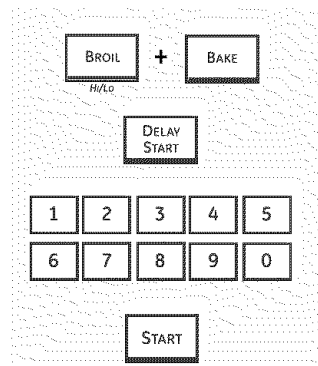 BROIL + BAKE
HI/LO
DELAY
START
1 2 3 4 5
6 7 8 9 0
START